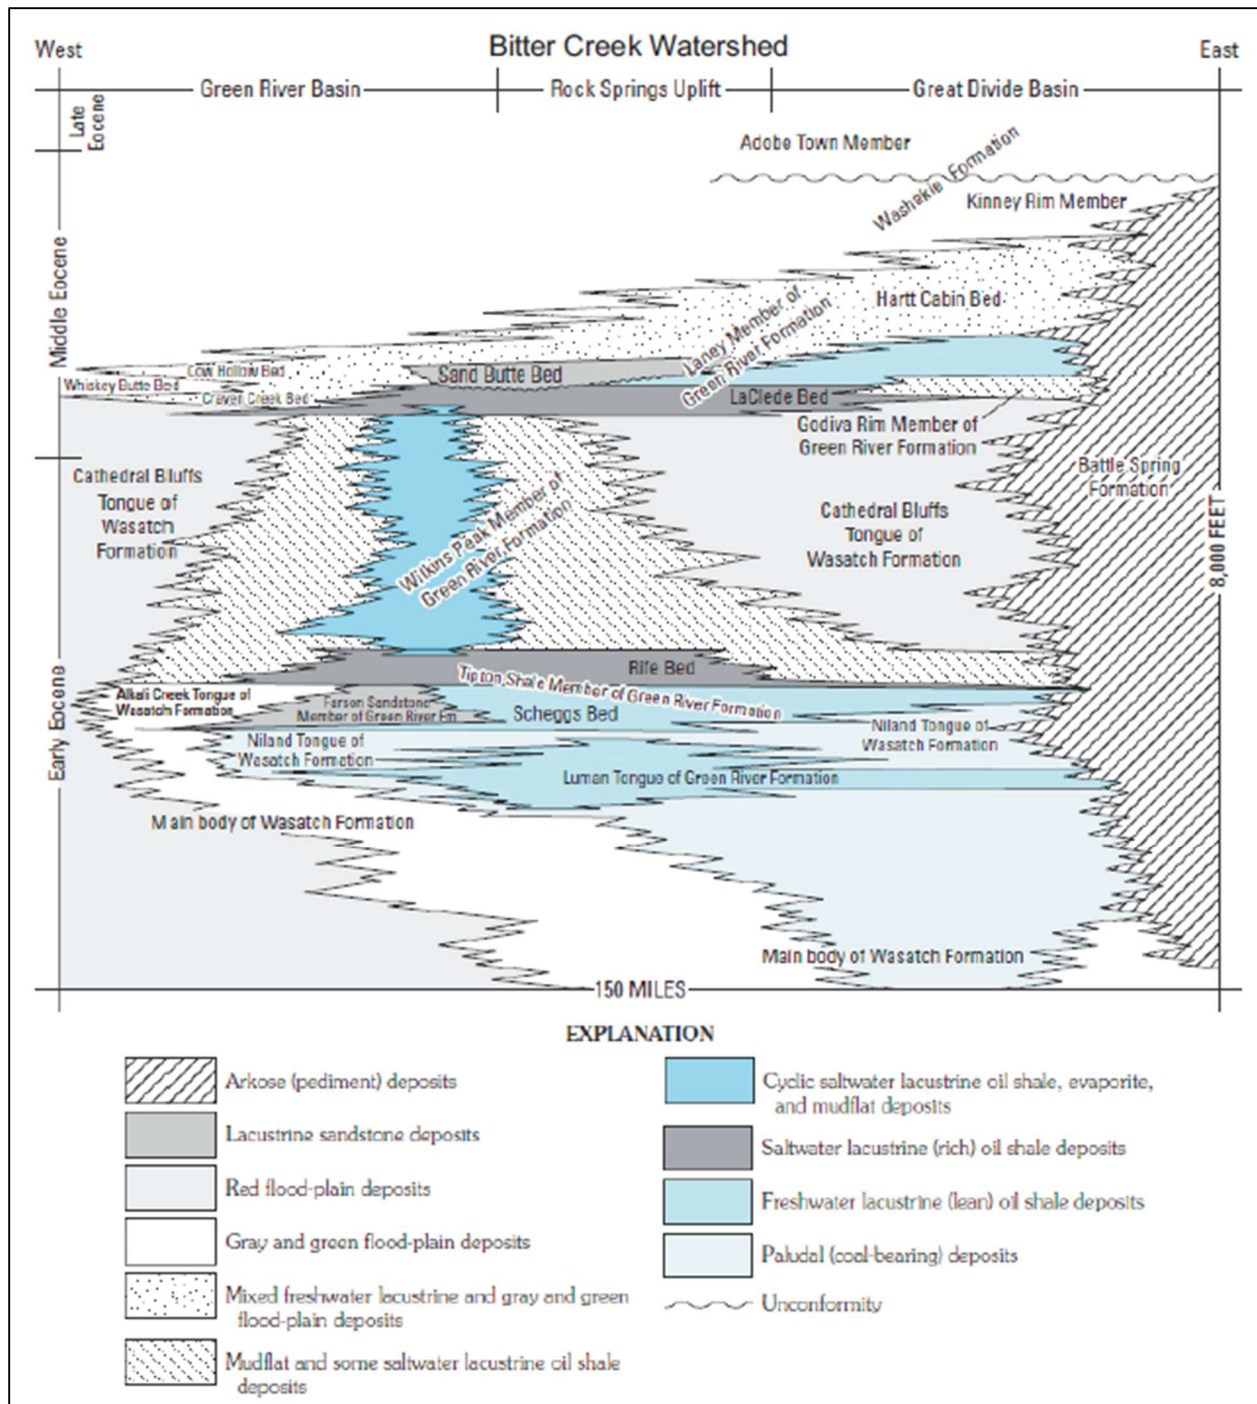 Bitter Creek Watershed
West
East
Green River Basin
Rock Springs Uplift
Great Divide Basin
Late
Eocene
Adobe Town Member
Washakie Formation
Kinney Rim Member
Middle Eocene
Hartt Cabin Bed
Laney Member of
Green River Formation
Cow Hollow Bed
Sand Butte Bed
Whiskey Butte Bed
Craven Creek Bed
LaClede Bed
Godiva Rim Member of
Green River Formation
Cathedral Bluffs
Tongue of
Wasatch
Formation
Battle Spring
Formation
Wilkins Peak Member of
Green River Formation
Cathedral Bluffs
Tongue of
Wasatch Formation
8,000 FEET
Early Eocene
Rife Bed
Tipton Shale Member of Green River Formation
Alkali Creek Tongue of
Wasatch Formation
Farson Sandstone
Member of Green River Fm
Scheggs Bed
Niland Tongue of
Wasatch Formation
Niland Tongue of
Wasatch Formation
Luman Tongue of Green River Formation
Main body of Wasatch Formation
Main body of Wasatch Formation
150 MILES
EXPLANATION
Arkose (pediment) deposits
Lacustrine sandstone deposits
Red flood-plain deposits
Gray and green flood-plain deposits
Mixed freshwater lacustrine and gray and green
flood-plain deposits
Mudflat and some saltwater lacustrine oil shale
deposits
Cyclic saltwater lacustrine oil shale, evaporite,
and mudflat deposits
Saltwater lacustrine (rich) oil shale deposits
Freshwater lacustrine (lean) oil shale deposits
Paludal (coal-bearing) deposits
Unconformity